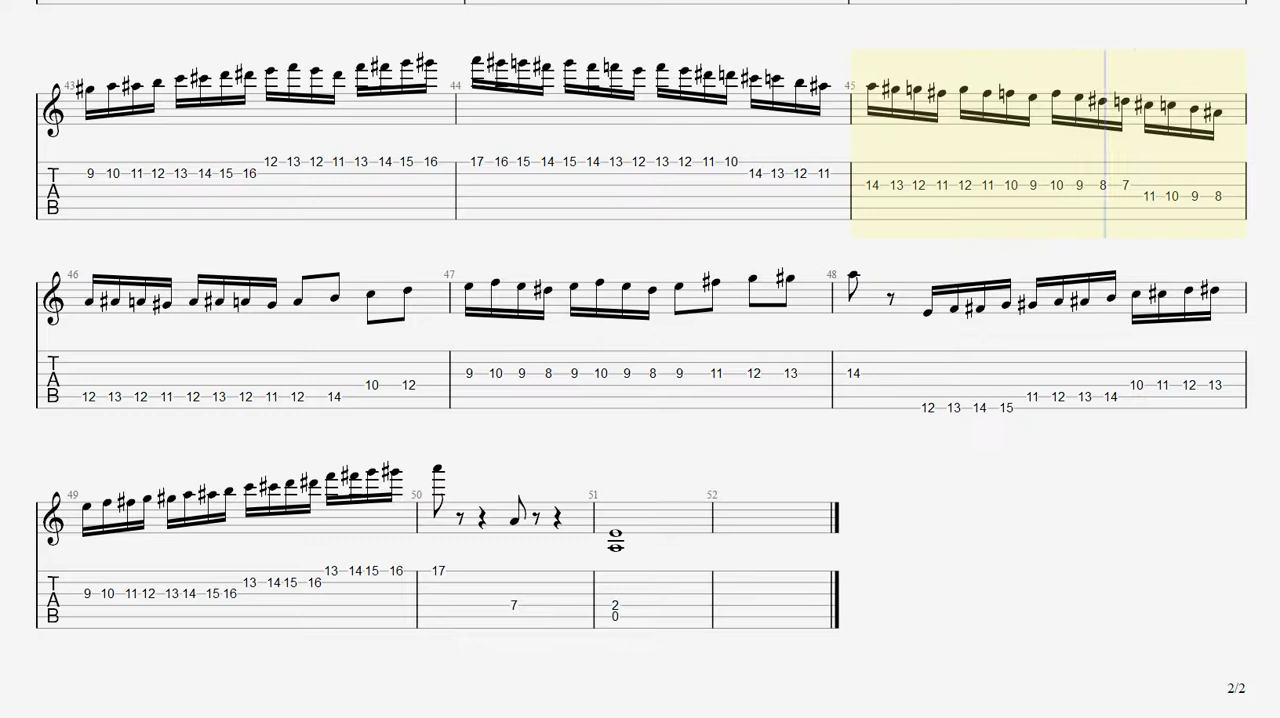 43 44 45
12 13 12 11 13 14 15 16 17 16 15 14 15 14 13 12 13 12 11 10
T 9 10 11 12 13 14 15 16 14 13 12 11
A 14 13 12 11 12 11 10 9 10 9 8 7
B 11 10 9 8
46 47 48
T
A 9 10 9 8 9 10 9 8 9 11 12 13 14
10 12 10 11 12 13
B 12 13 12 11 12 13 12 11 12 14 11 12 13 14
12 13 14 15
49 50 51 52
13 14 15 16 17
T 13 14 15 16
A 9 10 11 12 13 14 15 16
7 2
B 0
2/2